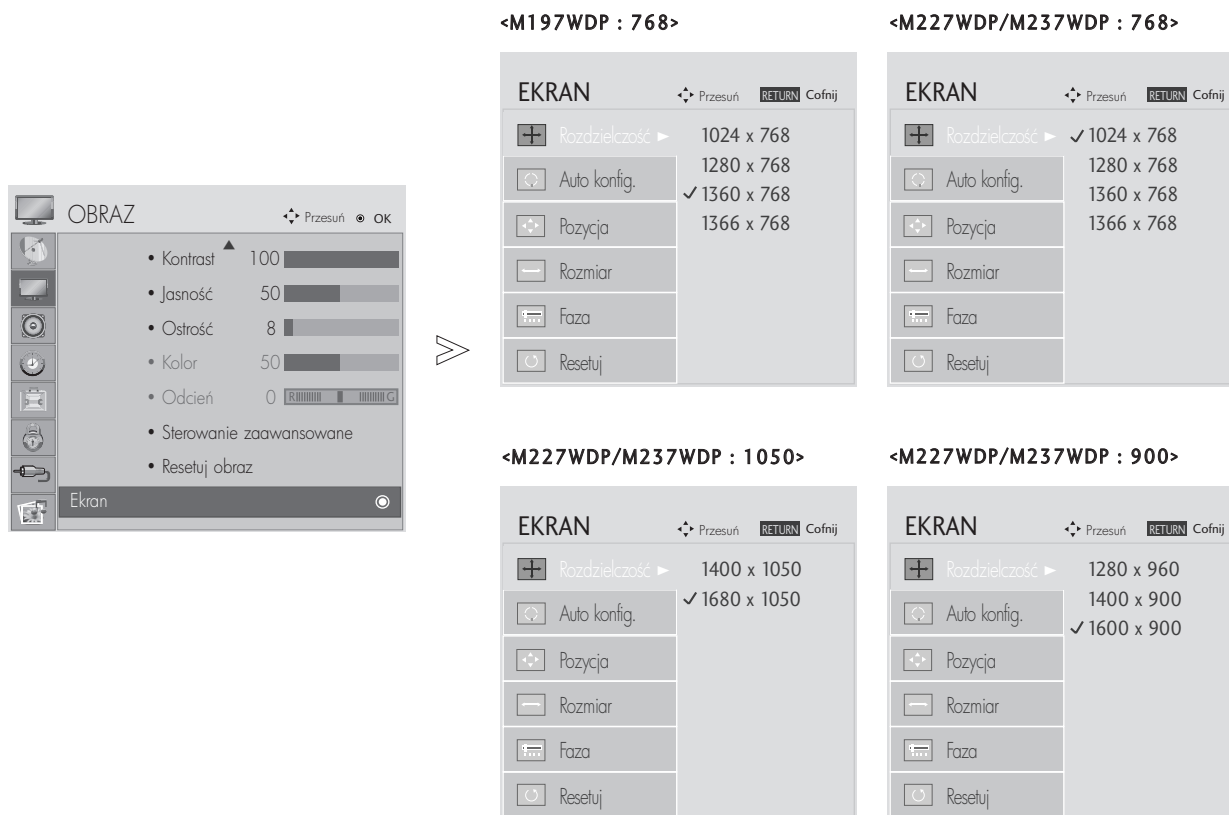 <M197WDP : 768>
EKRAN
Przesuń RETURN Cofnij
Rozdzielczość ►
Auto konfig.
Pozycja
Rozmiar
Faza
Resetuj
1024 x 768
1280 x 768
✓ 1360 x 768
1366 x 768
<M227WDP/M237WDP : 768>
EKRAN
Przesuń RETURN Cofnij
Rozdzielczość ►
Auto konfig.
Pozycja
Rozmiar
Faza
Resetuj
✓ 1024 x 768
1280 x 768
1360 x 768
1366 x 768
OBRAZ
Przesuń ◉ OK
• Kontrast 100
• Jasność 50
• Ostrość 8
• Kolor 50
• Odcień 0 R G
• Sterowanie zaawansowane
• Resetuj obraz
Ekran ◉
<M227WDP/M237WDP : 1050>
EKRAN
Przesuń RETURN Cofnij
Rozdzielczość ►
Auto konfig.
Pozycja
Rozmiar
Faza
Resetuj
1400 x 1050
✓ 1680 x 1050
<M227WDP/M237WDP : 900>
EKRAN
Przesuń RETURN Cofnij
Rozdzielczość ►
Auto konfig.
Pozycja
Rozmiar
Faza
Resetuj
1280 x 960
1400 x 900
✓ 1600 x 900